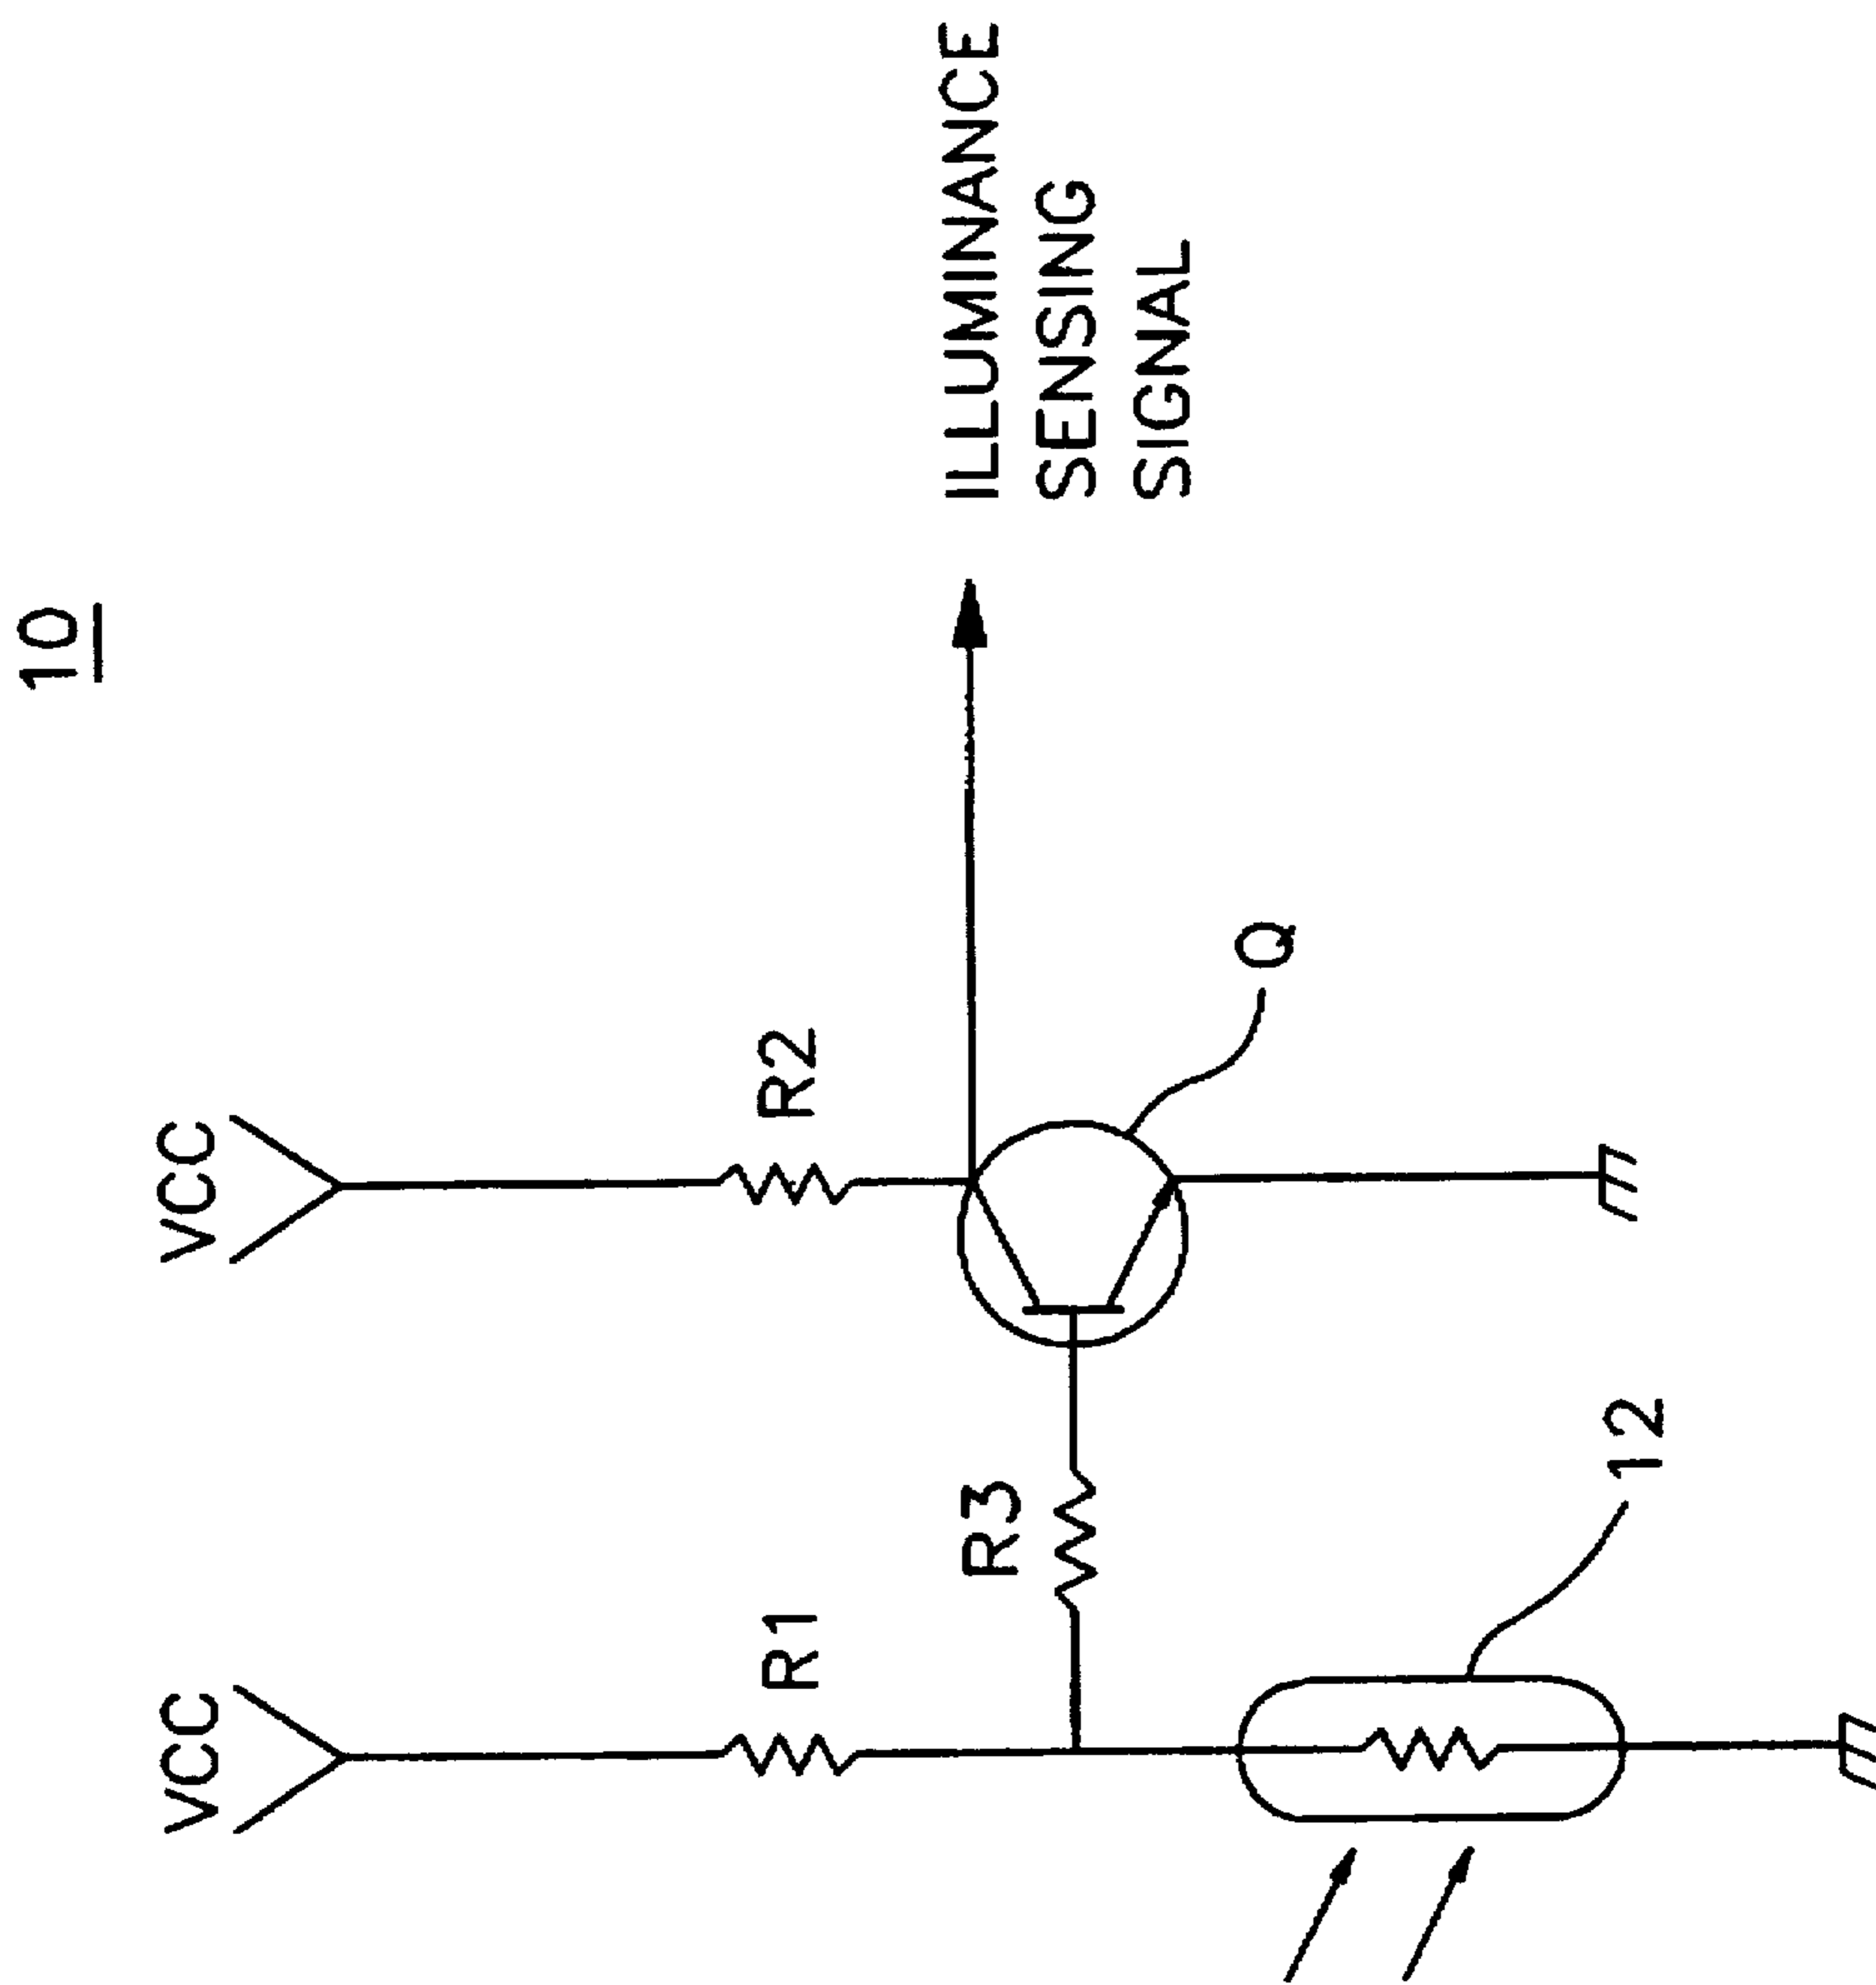 10
VCC
VCC
R1
R2
R3
ILLUMINANCE
SENSING
SIGNAL
Q
12